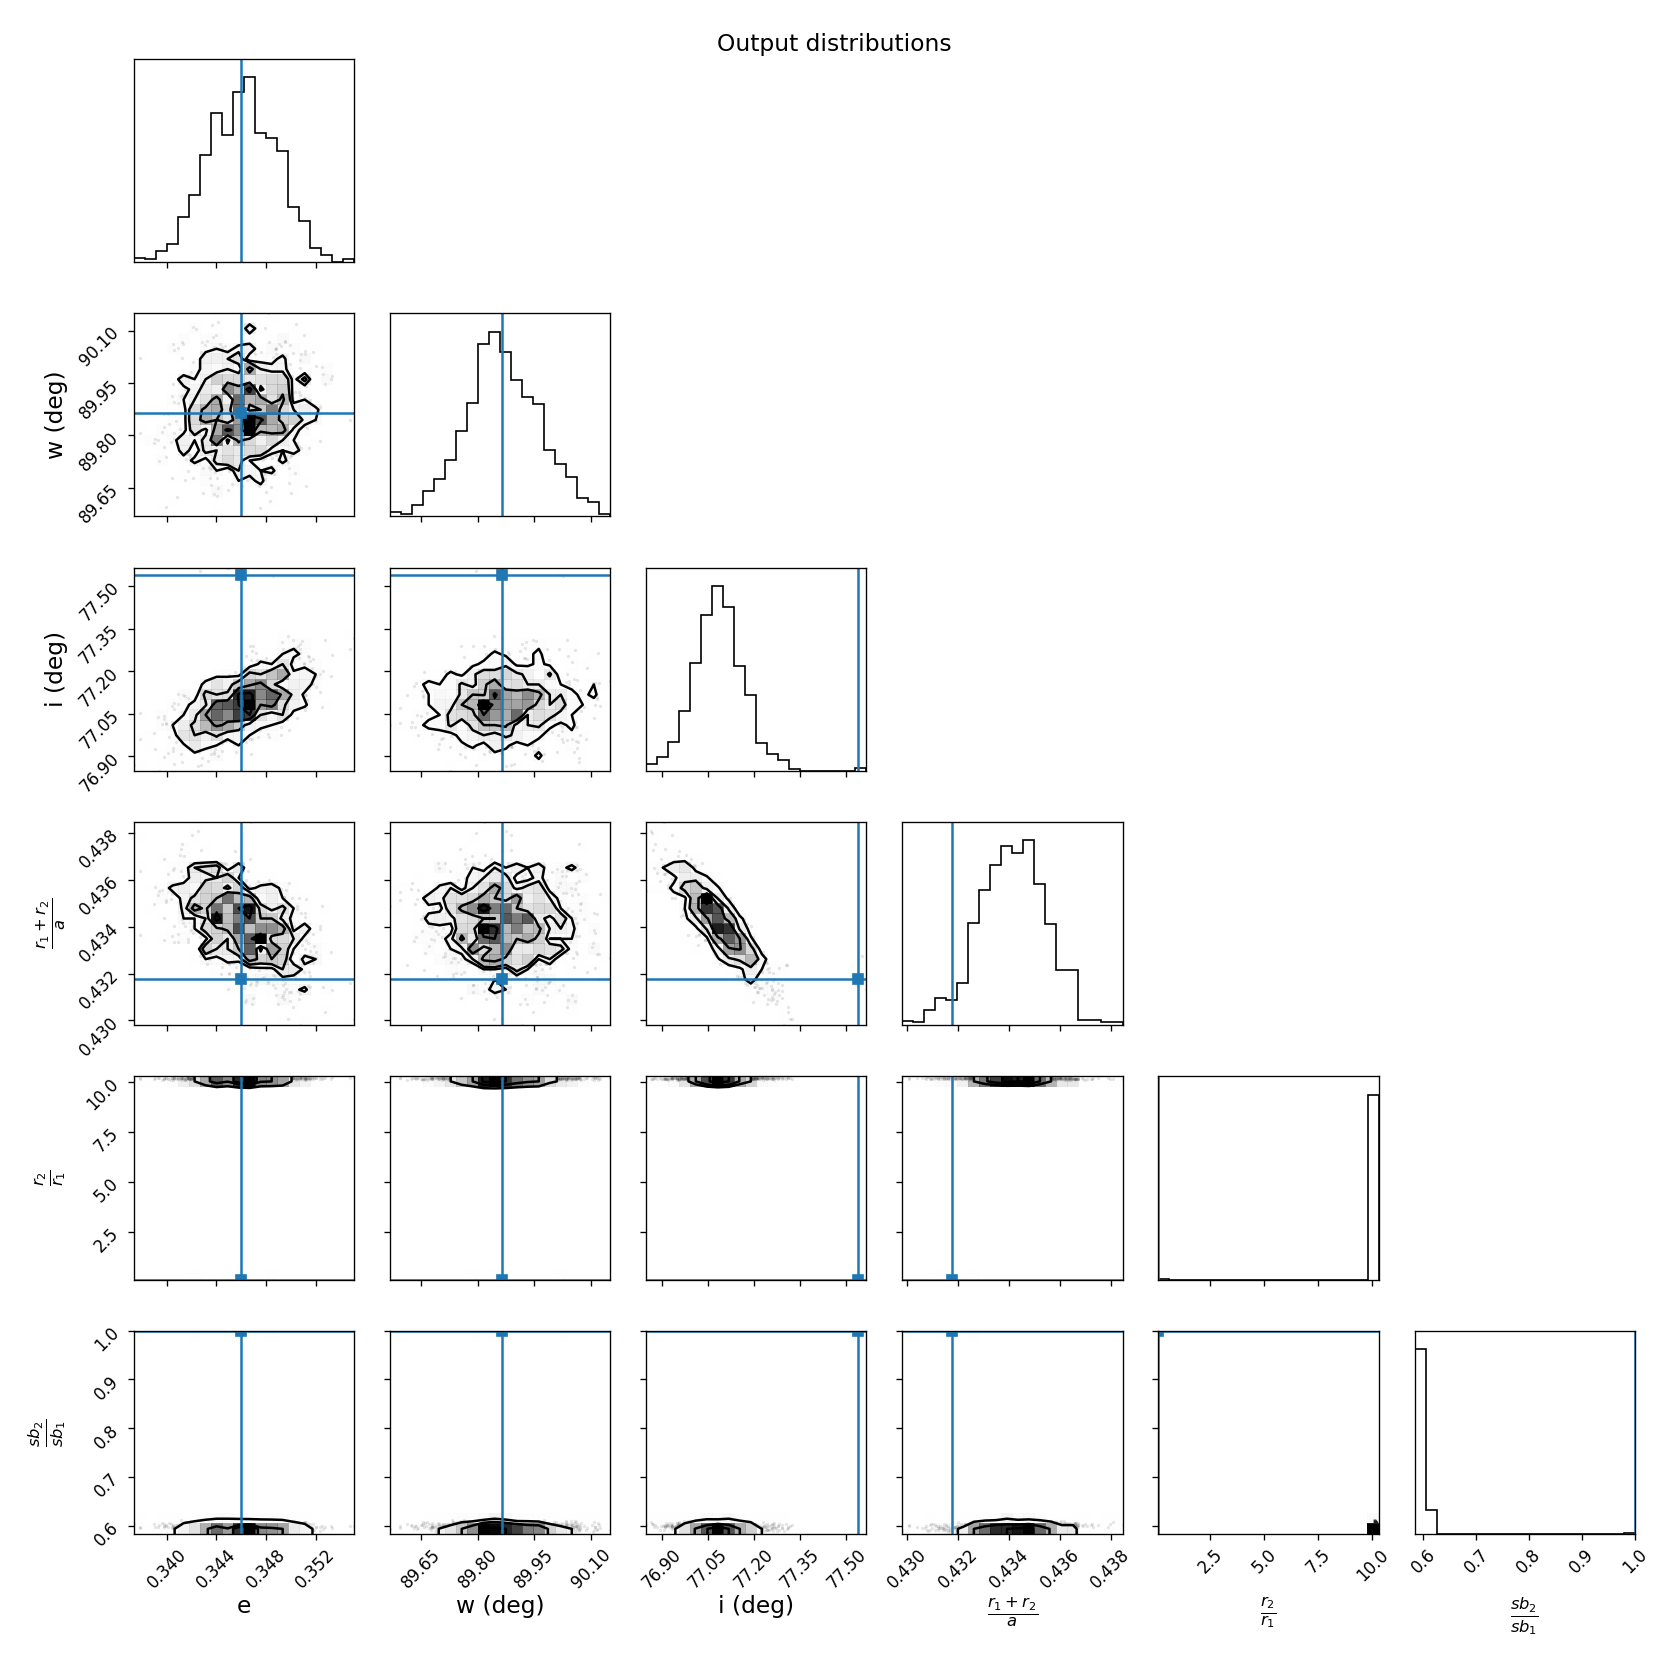 Output distributions
w (deg)
90.10
89.95
89.80
89.65
i (deg)
77.50
77.35
77.20
77.05
76.90
r₁ + r₂
a
0.438
0.436
0.434
0.432
0.430
r₂
r₁
10.0
7.5
5.0
2.5
sb₂
sb₁
1.0
0.9
0.8
0.7
0.6
0.340 0.344 0.348 0.352
89.65 89.80 89.95 90.10
76.90 77.05 77.20 77.35 77.50
0.430 0.432 0.434 0.436 0.438
2.5 5.0 7.5 10.0
0.6 0.7 0.8 0.9 1.0
e
w (deg)
i (deg)
r₁ + r₂
a
r₂
r₁
sb₂
sb₁